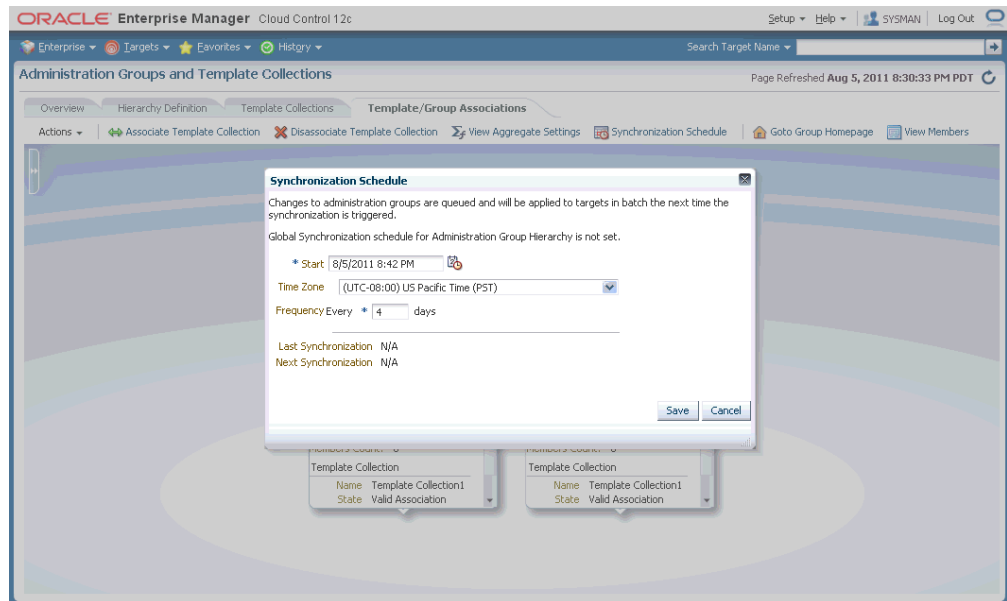 ORACLE Enterprise Manager Cloud Control 12c
Setup Help SYSMAN Log Out
Enterprise Targets Favorites History Search Target Name
Administration Groups and Template Collections
Page Refreshed Aug 5, 2011 8:30:33 PM PDT
Overview Hierarchy Definition Template Collections Template/Group Associations
Actions Associate Template Collection Disassociate Template Collection View Aggregate Settings Synchronization Schedule Goto Group Homepage View Members
Synchronization Schedule
Changes to administration groups are queued and will be applied to targets in batch the next time the
synchronization is triggered.
Global Synchronization schedule for Administration Group Hierarchy is not set.
* Start 8/5/2011 8:42 PM
Time Zone (UTC-08:00) US Pacific Time (PST)
Frequency Every * 4 days
Last Synchronization N/A
Next Synchronization N/A
Save Cancel
Members Count: Members Count:
Template Collection Template Collection
Name Template Collection1 Name Template Collection1
State Valid Association State Valid Association